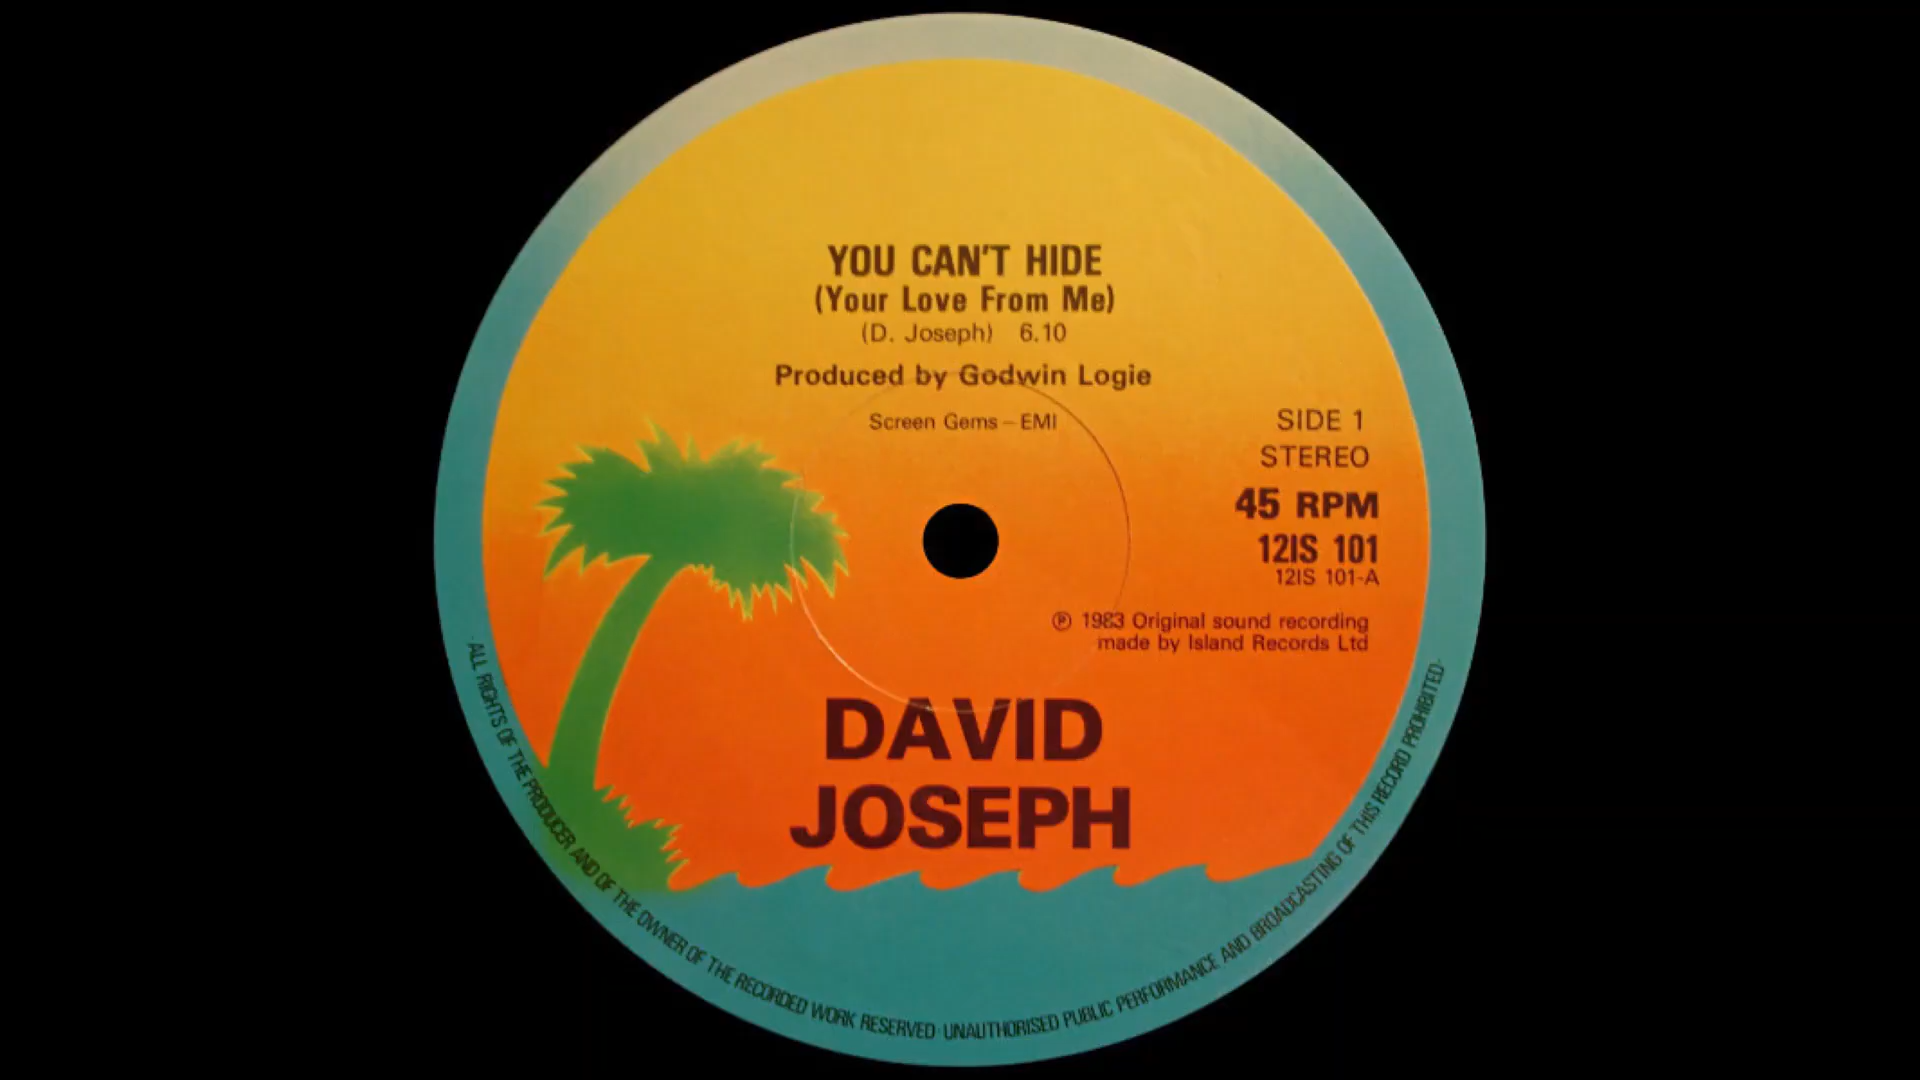 YOU CAN'T HIDE
(Your Love From Me)
(D. Joseph) 6.10
Produced by Godwin Logie
Screen Gems – EMI
SIDE 1
STEREO
45 RPM
12IS 101
12IS 101-A
℗ 1983 Original sound recording
made by Island Records Ltd
DAVID
JOSEPH
·ALL RIGHTS OF THE PRODUCER AND OF THE OWNER OF THE RECORDED WORK RESERVED· UNAUTHORISED PUBLIC PERFORMANCE AND BROADCASTING OF THIS RECORD PROHIBITED·